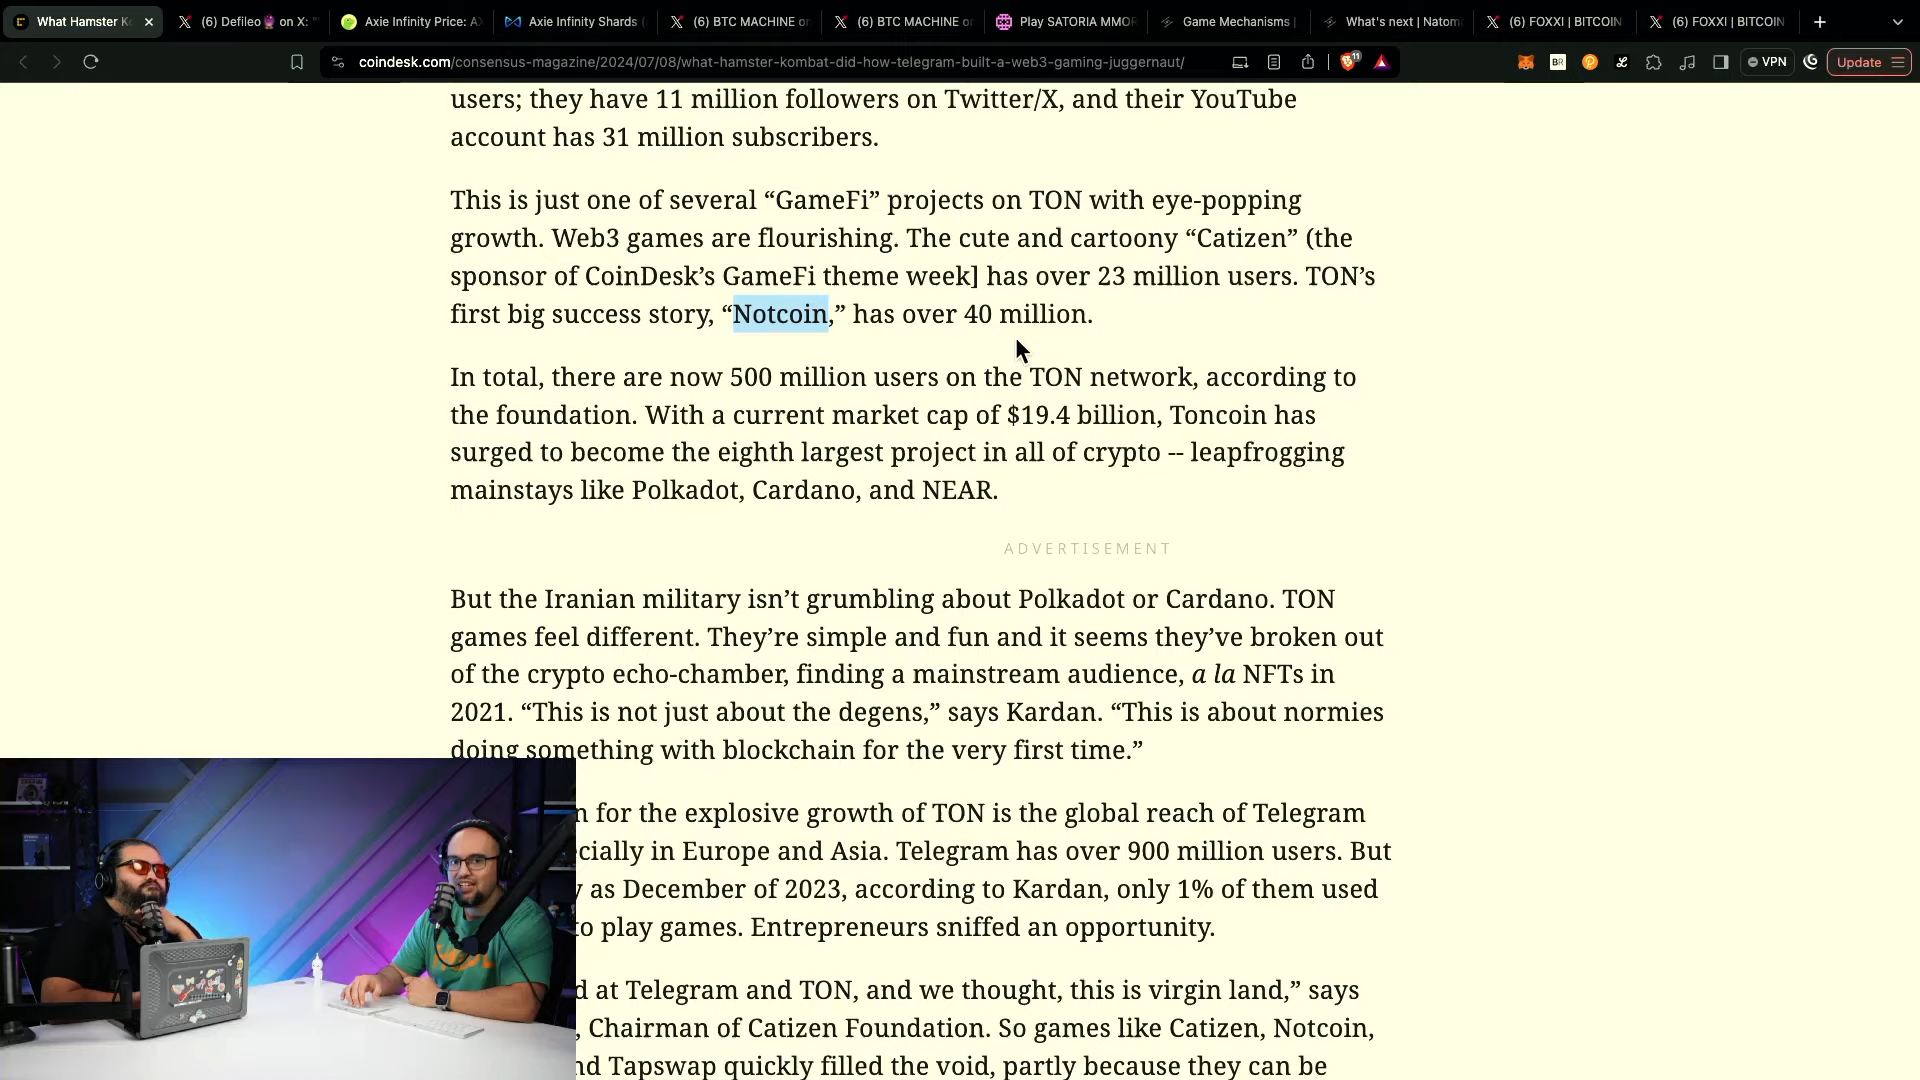 What Hamster K
(6) Defileo🔮 on X: "
Axie Infinity Price: A
Axie Infinity Shards (
(6) BTC MACHINE o
(6) BTC MACHINE o
Play SATORIA MMOR
Game Mechanisms |
What's next | Natom
(6) FOXXI | BITCOIN
(6) FOXXI | BITCOIN
coindesk.com/consensus-magazine/2024/07/08/what-hamster-kombat-did-how-telegram-built-a-web3-gaming-juggernaut/
11
BR
VPN
Update
users; they have 11 million followers on Twitter/X, and their YouTube
account has 31 million subscribers.
This is just one of several “GameFi” projects on TON with eye-popping
growth. Web3 games are flourishing. The cute and cartoony “Catizen” (the
sponsor of CoinDesk’s GameFi theme week] has over 23 million users. TON’s
first big success story, “Notcoin,” has over 40 million.
In total, there are now 500 million users on the TON network, according to
the foundation. With a current market cap of $19.4 billion, Toncoin has
surged to become the eighth largest project in all of crypto -- leapfrogging
mainstays like Polkadot, Cardano, and NEAR.
ADVERTISEMENT
But the Iranian military isn’t grumbling about Polkadot or Cardano. TON
games feel different. They’re simple and fun and it seems they’ve broken out
of the crypto echo-chamber, finding a mainstream audience, a la NFTs in
2021. “This is not just about the degens,” says Kardan. “This is about normies
doing something with blockchain for the very first time.”
n for the explosive growth of TON is the global reach of Telegram
cially in Europe and Asia. Telegram has over 900 million users. But
y as December of 2023, according to Kardan, only 1% of them used
to play games. Entrepreneurs sniffed an opportunity.
d at Telegram and TON, and we thought, this is virgin land,” says
, Chairman of Catizen Foundation. So games like Catizen, Notcoin,
nd Tapswap quickly filled the void, partly because they can be